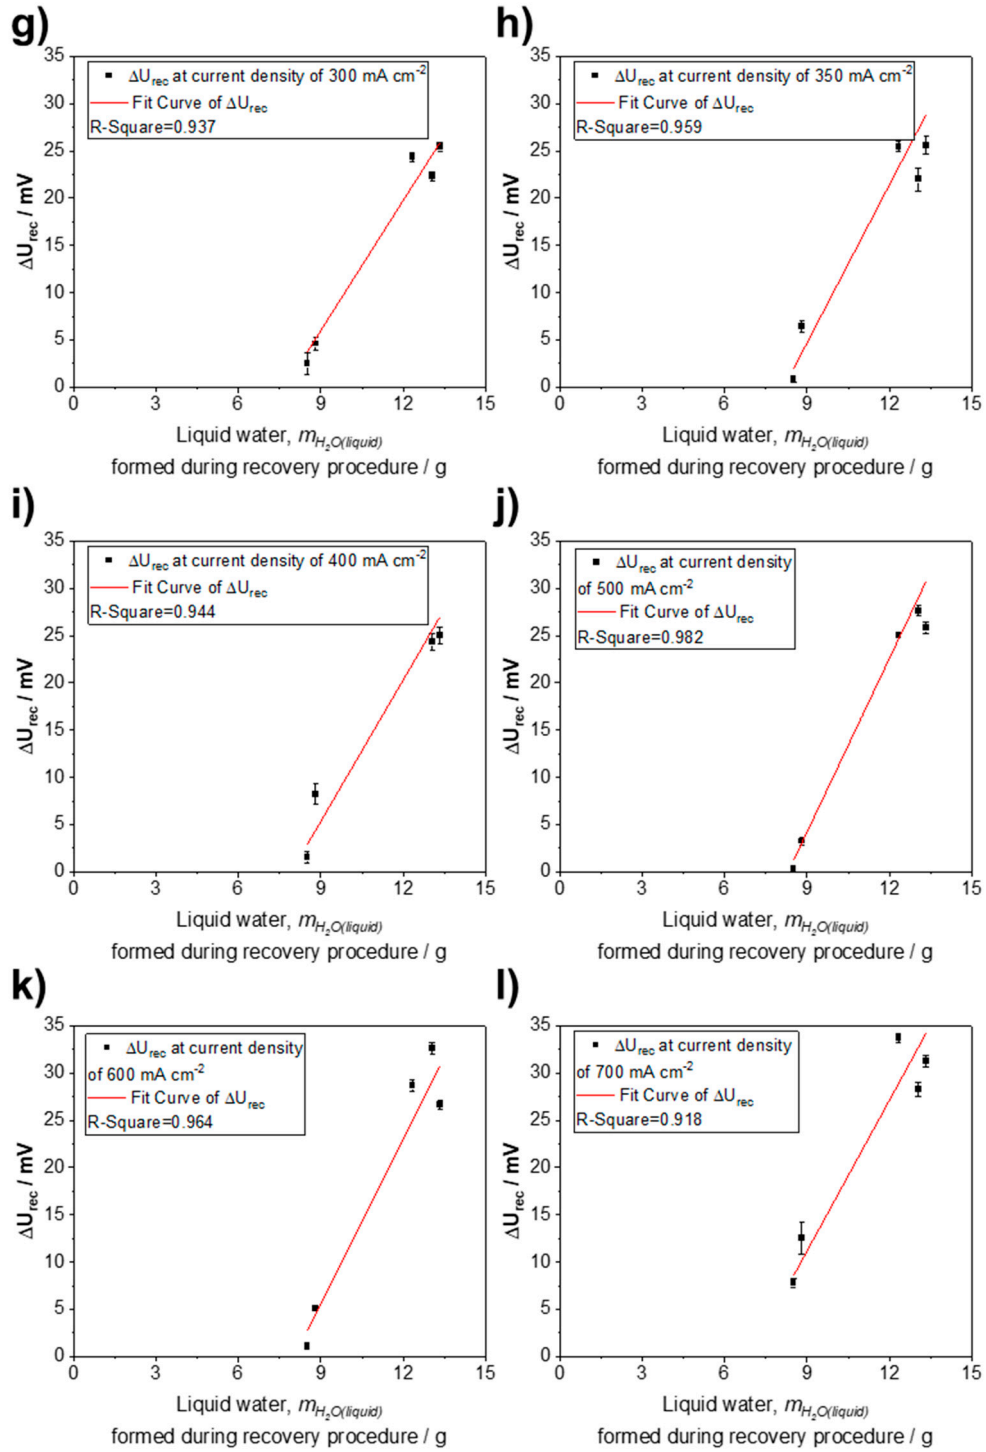 g)
35
30
25
20
15
10
5
0
ΔUrec / mV
■ ΔUrec at current density of 300 mA cm-2
Fit Curve of ΔUrec
R-Square=0.937
0 3 6 9 12 15
Liquid water, mH2O(liquid)
formed during recovery procedure / g
h)
35
30
25
20
15
10
5
0
ΔUrec / mV
■ ΔUrec at current density of 350 mA cm-2
Fit Curve of ΔUrec
R-Square=0.959
0 3 6 9 12 15
Liquid water, mH2O(liquid)
formed during recovery procedure / g
i)
35
30
25
20
15
10
5
0
ΔUrec / mV
■ ΔUrec at current density of 400 mA cm-2
Fit Curve of ΔUrec
R-Square=0.944
0 3 6 9 12 15
Liquid water, mH2O(liquid)
formed during recovery procedure / g
j)
35
30
25
20
15
10
5
0
ΔUrec / mV
■ ΔUrec at current density
of 500 mA cm-2
Fit Curve of ΔUrec
R-Square=0.982
0 3 6 9 12 15
Liquid water, mH2O(liquid)
formed during recovery procedure / g
k)
35
30
25
20
15
10
5
0
ΔUrec / mV
■ ΔUrec at current density
of 600 mA cm-2
Fit Curve of ΔUrec
R-Square=0.964
0 3 6 9 12 15
Liquid water, mH2O(liquid)
formed during recovery procedure / g
l)
35
30
25
20
15
10
5
0
ΔUrec / mV
■ ΔUrec at current density
of 700 mA cm-2
Fit Curve of ΔUrec
R-Square=0.918
0 3 6 9 12 15
Liquid water, mH2O(liquid)
formed during recovery procedure / g